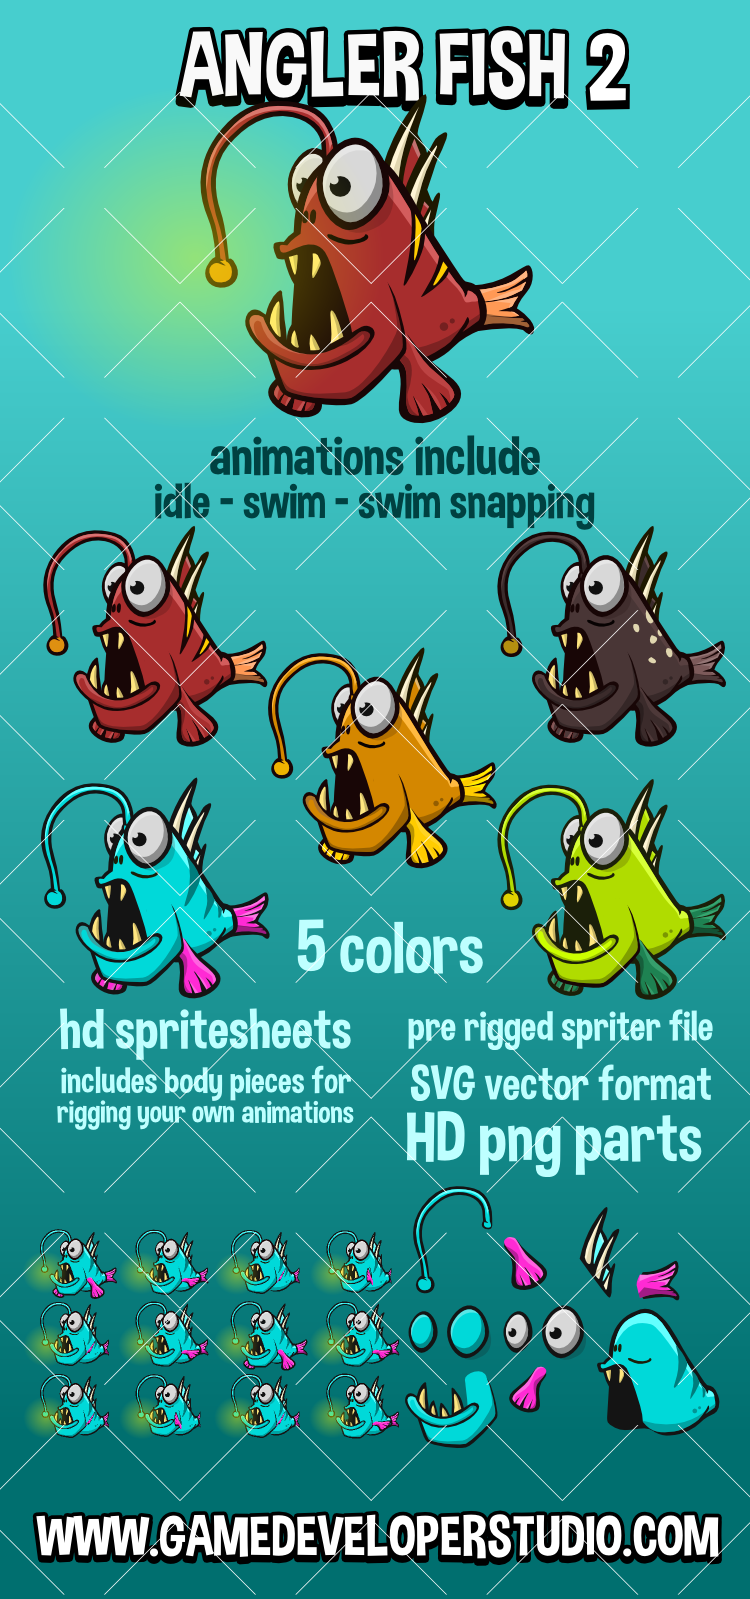 ANGLER FISH 2
animations include
idle - swim - swim snapping
5 colors
hd spritesheets
includes body pieces for
rigging your own animations
pre rigged spriter file
SVG vector format
HD png parts
WWW.GAMEDEVELOPERSTUDIO.COM